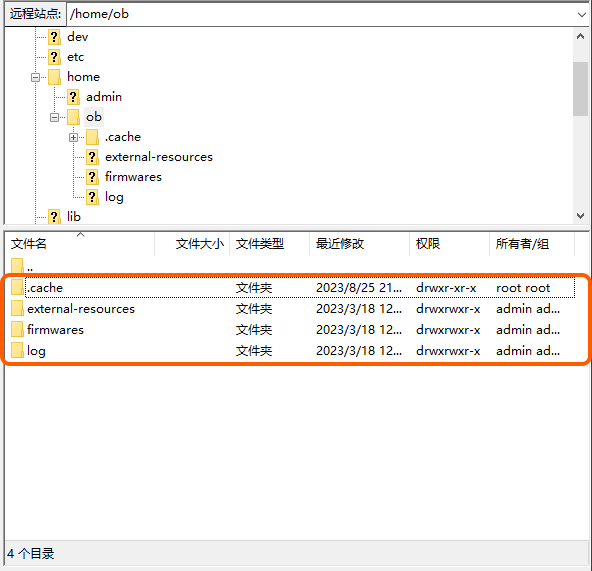 远程站点: /home/ob
dev
etc
home
admin
ob
.cache
external-resources
firmwares
log
lib
文件名 文件大小 文件类型 最近修改 权限 所有者/组
..
.cache 文件夹 2023/8/25 21... drwxr-xr-x root root
external-resources 文件夹 2023/3/18 12... drwxrwxr-x admin ad...
firmwares 文件夹 2023/3/18 12... drwxrwxr-x admin ad...
log 文件夹 2023/3/18 12... drwxrwxr-x admin ad...
4 个目录